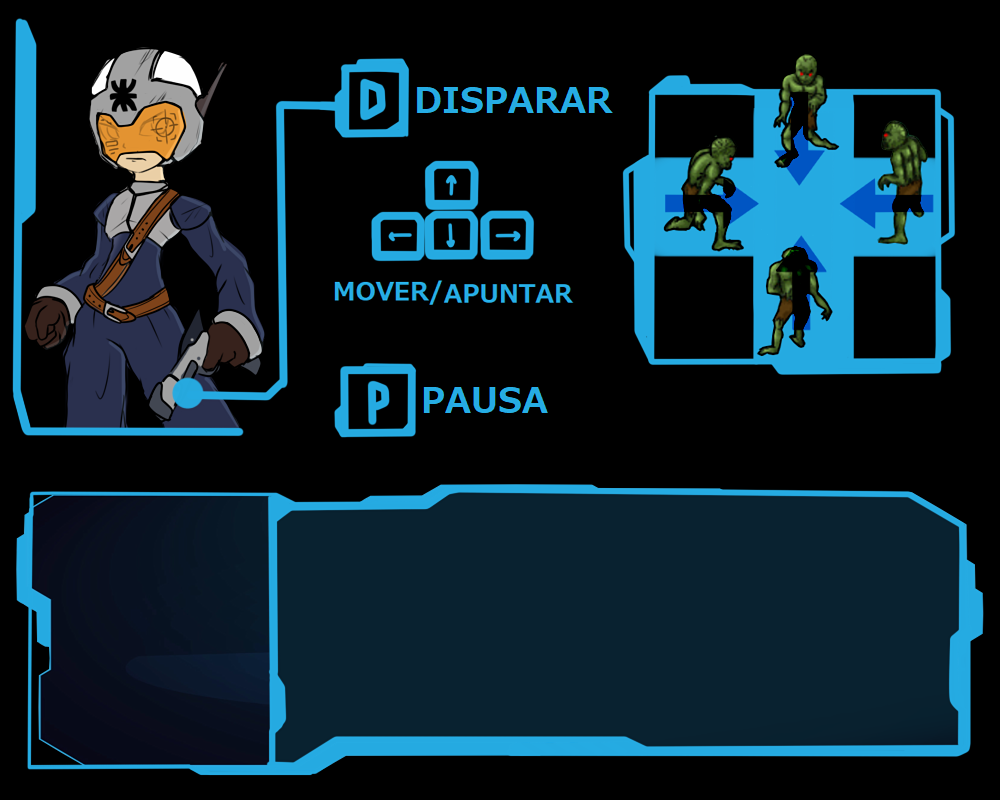 D DISPARAR
↑
← ↓ →
MOVER/APUNTAR
P PAUSA